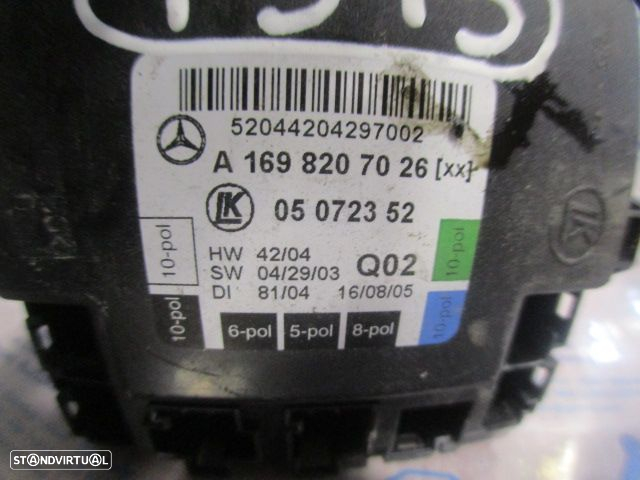 52044204297002
A 169 820 70 26 [xx]
LK 05 0723 52
10-pol
HW 42/04
SW 04/29/03
Q02
10-pol
DI 81/04 16/08/05
10-pol
6-pol
5-pol
8-pol
10-pol
LK
STANDVIRTUAL